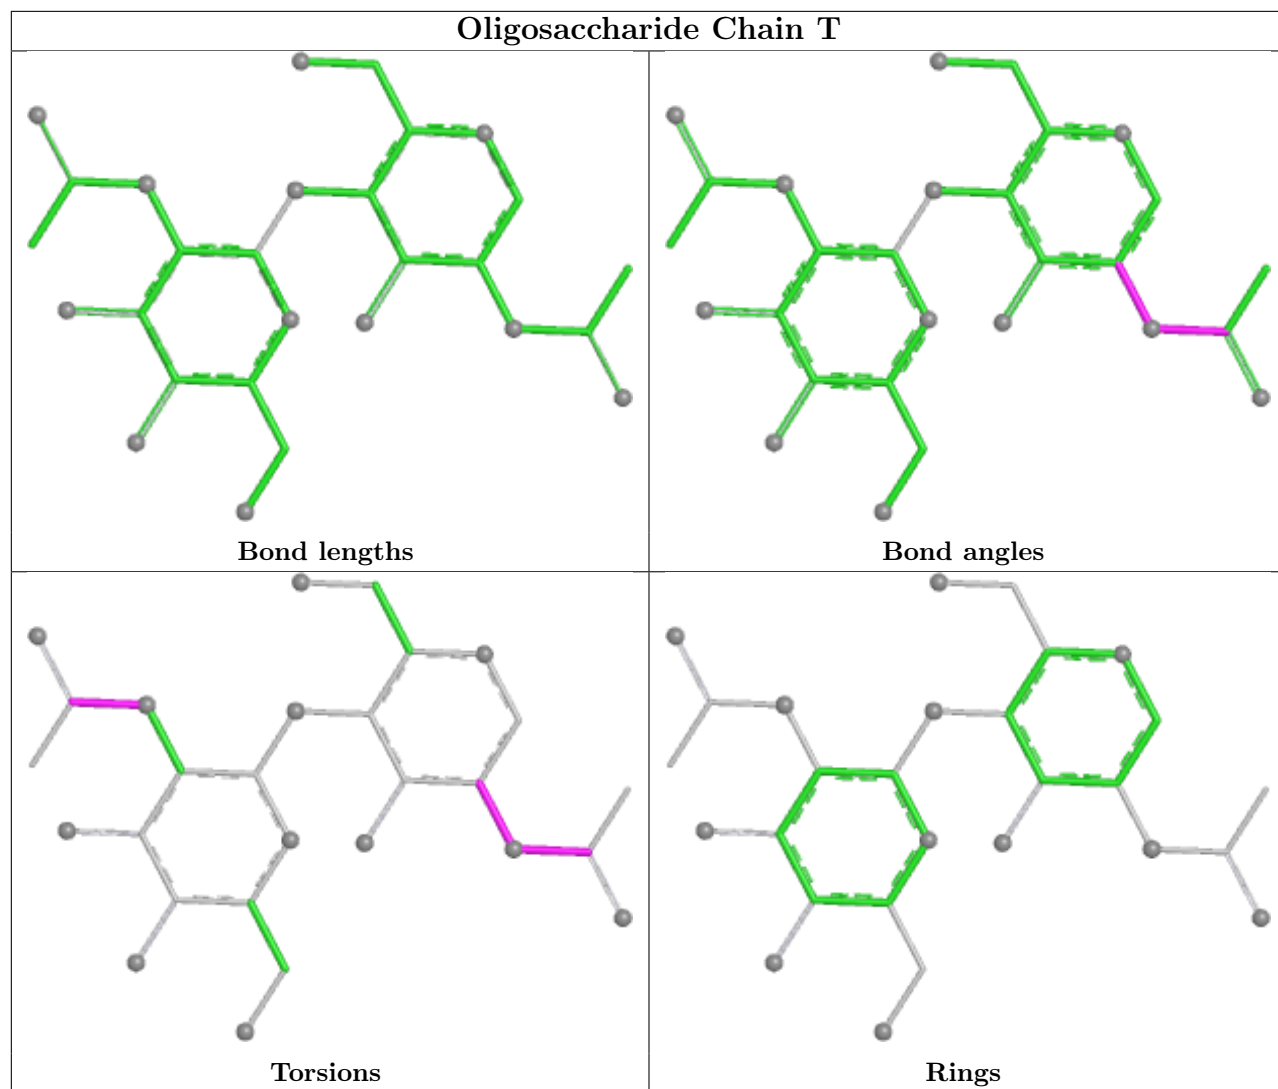 Oligosaccharide Chain T
Bond lengths
Bond angles
Torsions
Rings